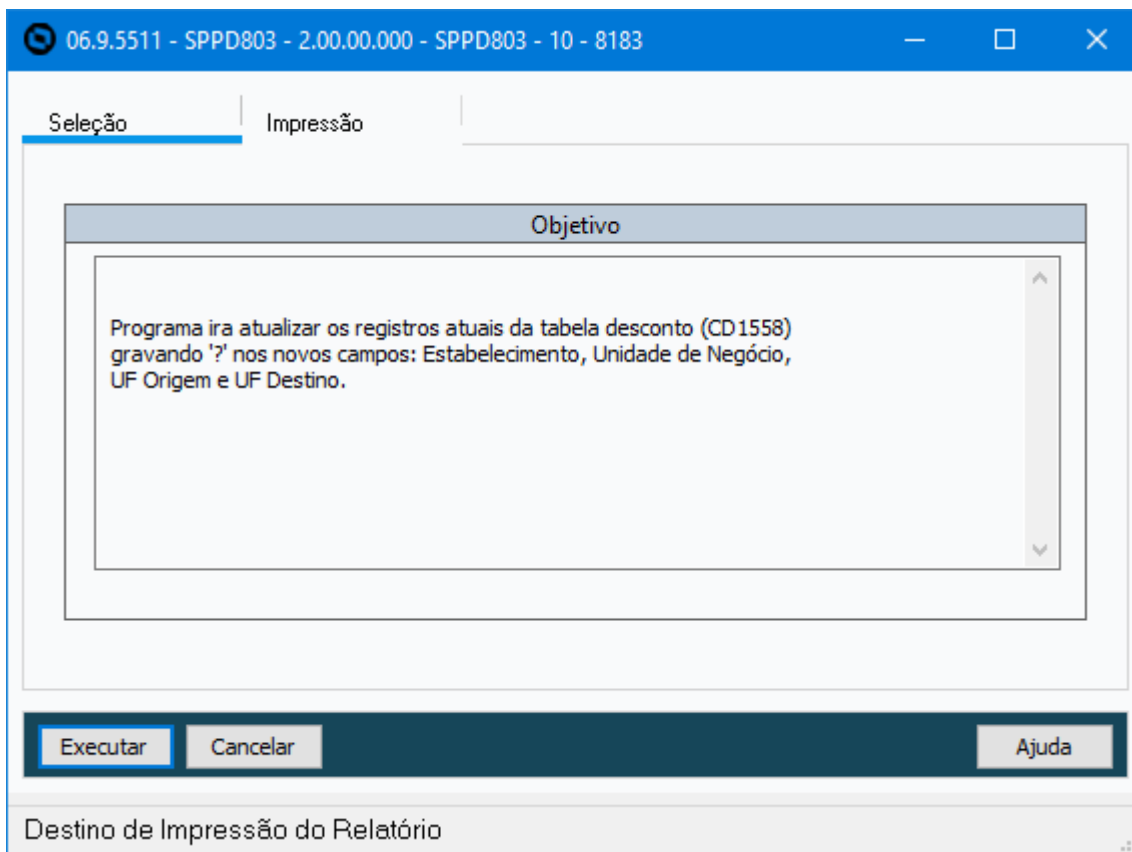 06.9.5511 - SPPD803 - 2.00.00.000 - SPPD803 - 10 - 8183
Seleção
Impressão
Objetivo
Programa ira atualizar os registros atuais da tabela desconto (CD1558)
gravando '?' nos novos campos: Estabelecimento, Unidade de Negócio,
UF Origem e UF Destino.
Executar
Cancelar
Ajuda
Destino de Impressão do Relatório